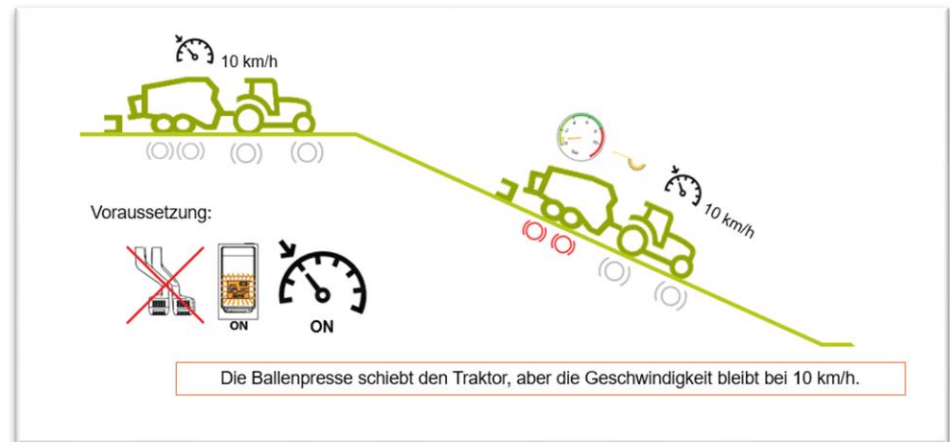 10 km/h
10 km/h
Voraussetzung:
ON
ON
Die Ballenpresse schiebt den Traktor, aber die Geschwindigkeit bleibt bei 10 km/h.